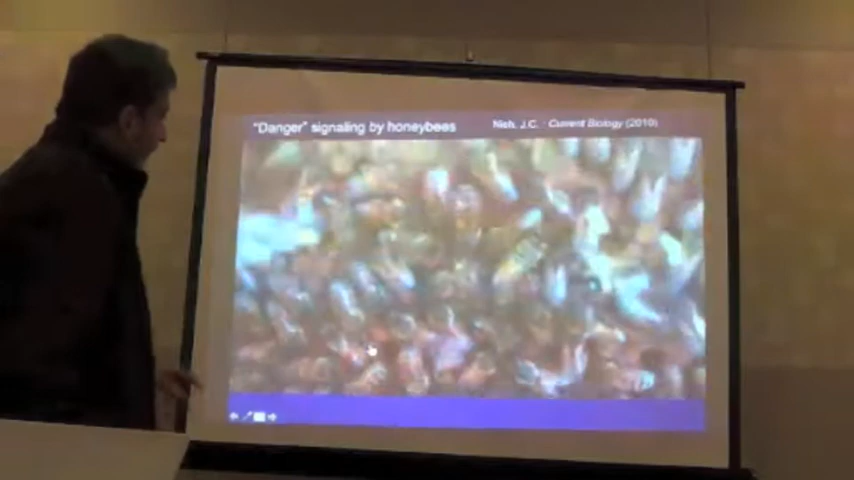 "Danger" signaling by honeybees
Nieh, J.C. Current Biology (2010)